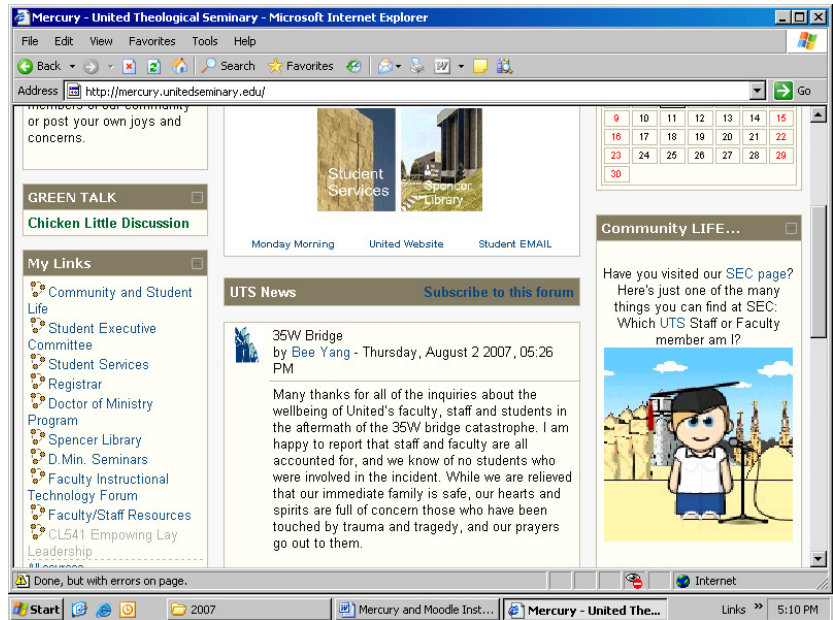 Mercury - United Theological Seminary - Microsoft Internet Explorer
File Edit View Favorites Tools Help
Back Search Favorites
Address http://mercury.unitedseminary.edu/ Go
members of our community
or post your own joys and
concerns.
GREEN TALK
Chicken Little Discussion
My Links
Community and Student
Life
Student Executive
Committee
Student Services
Registrar
Doctor of Ministry
Program
Spencer Library
D.Min. Seminars
Faculty Instructional
Technology Forum
Faculty/Staff Resources
CL541 Empowing Lay
Leadership
All courses
Student
Services
Spencer
Library
Monday Morning United Website Student EMAIL
UTS News Subscribe to this forum
35W Bridge
by Bee Yang - Thursday, August 2 2007, 05:26
PM
Many thanks for all of the inquiries about the
wellbeing of United's faculty, staff and students in
the aftermath of the 35W bridge catastrophe. I am
happy to report that staff and faculty are all
accounted for, and we know of no students who
were involved in the incident. While we are relieved
that our immediate family is safe, our hearts and
spirits are full of concern those who have been
touched by trauma and tragedy, and our prayers
go out to them.
9 10 11 12 13 14 15
16 17 18 19 20 21 22
23 24 25 26 27 28 29
30
Community LIFE...
Have you visited our SEC page?
Here's just one of the many
things you can find at SEC:
Which UTS Staff or Faculty
member am I?
Done, but with errors on page. Internet
Start 2007 Mercury and Moodle Inst... Mercury - United The... Links » 5:10 PM